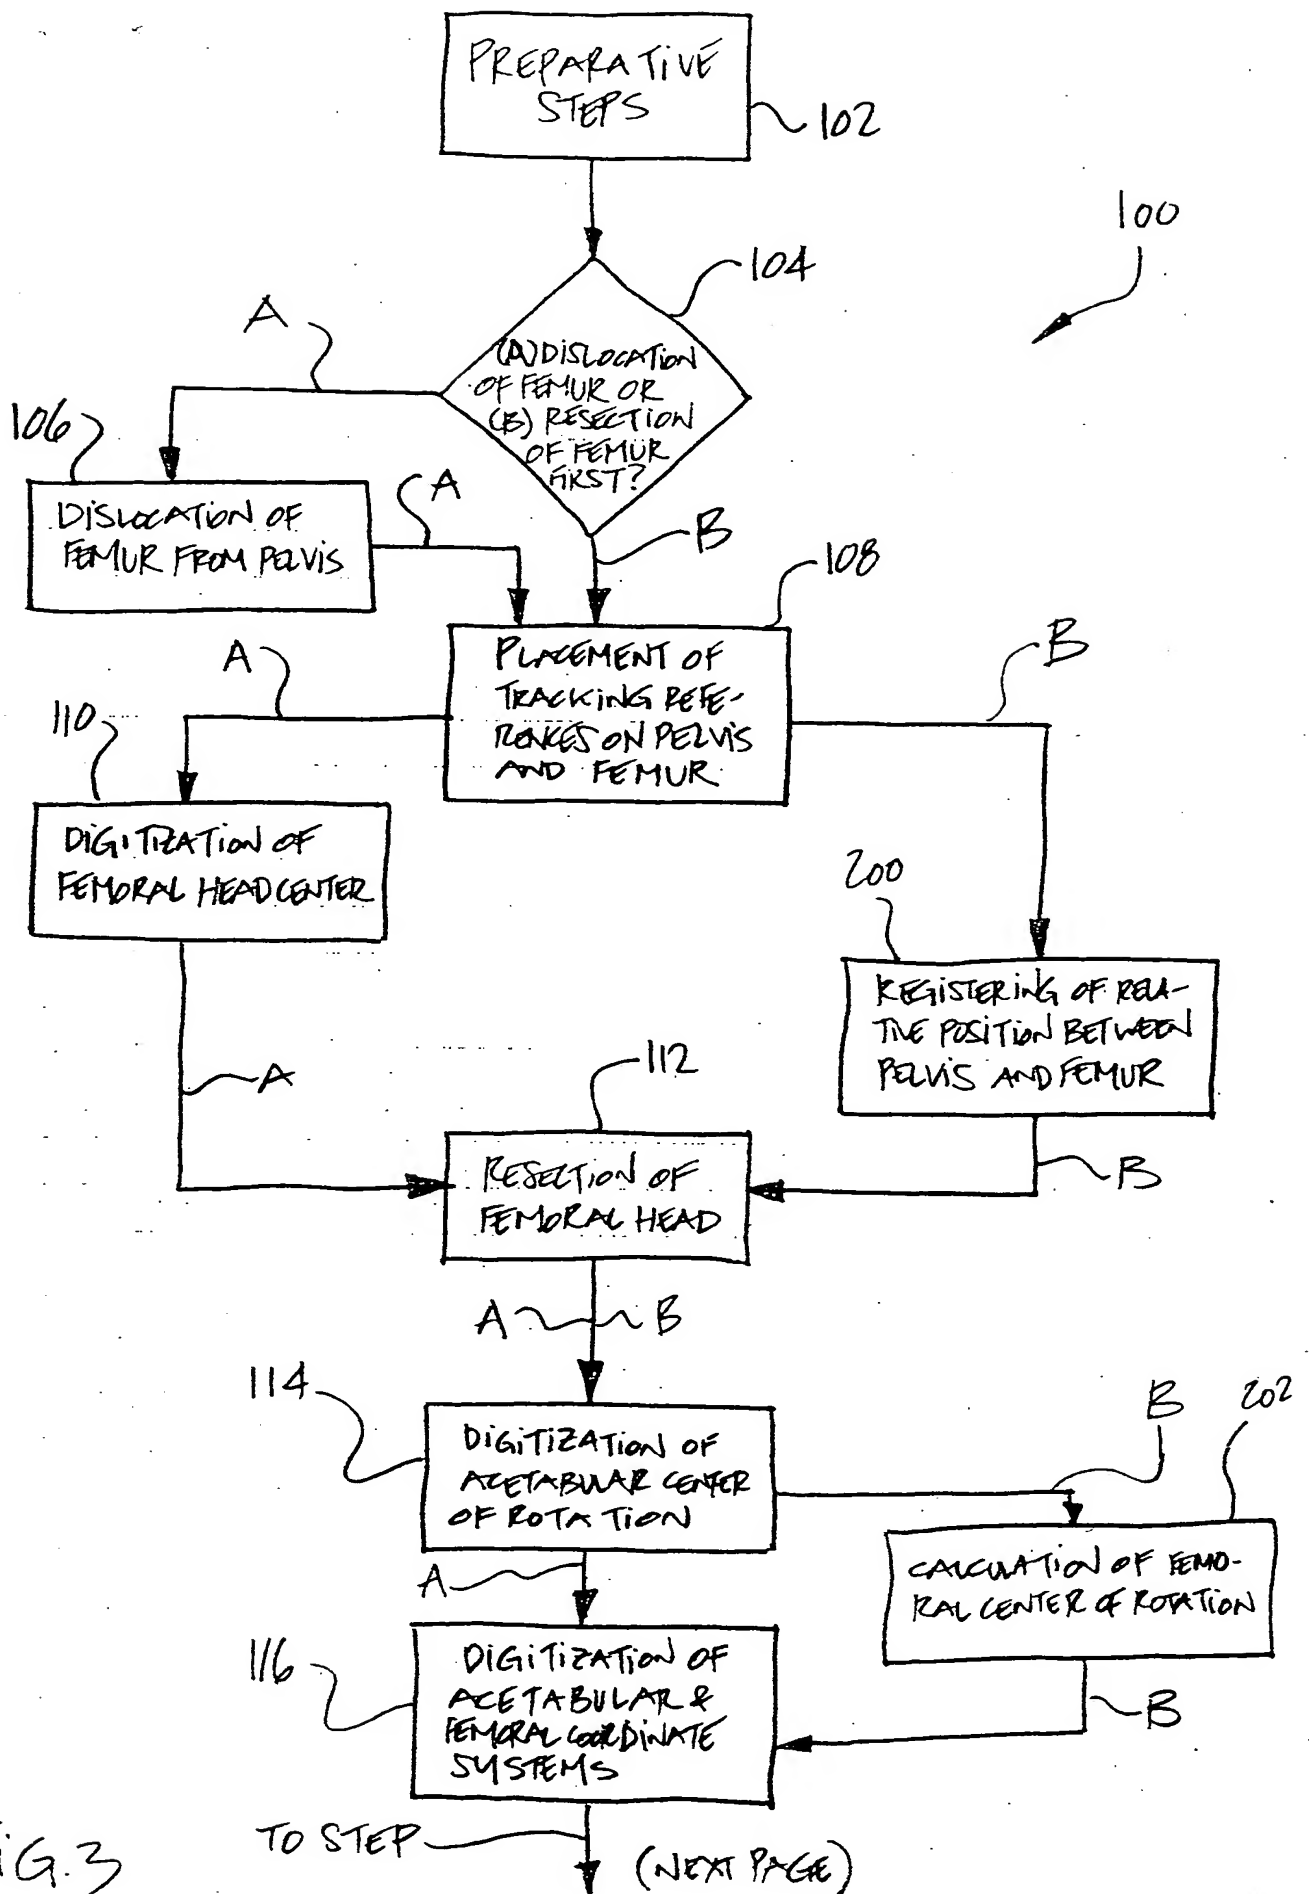 PREPARATIVE
STEPS
102
100
104
A
(A) DISLOCATION
OF FEMUR OR
(B) RESECTION
OF FEMUR
FIRST?
106
DISLOCATION OF
FEMUR FROM PELVIS
A
B
108
PLACEMENT OF
TRACKING REFE-
RENCES ON PELVIS
AND FEMUR
A
B
110
DIGITIZATION OF
FEMORAL HEAD CENTER
200
REGISTERING OF RELA-
TIVE POSITION BETWEEN
PELVIS AND FEMUR
A
112
RESECTION OF
FEMORAL HEAD
B
A
B
114
DIGITIZATION OF
ACETABULAR CENTER
OF ROTATION
B
202
CALCULATION OF FEMO-
RAL CENTER OF ROTATION
A
116
DIGITIZATION OF
ACETABULAR &
FEMORAL COORDINATE
SYSTEMS
B
TO STEP
(NEXT PAGE)
iG.3